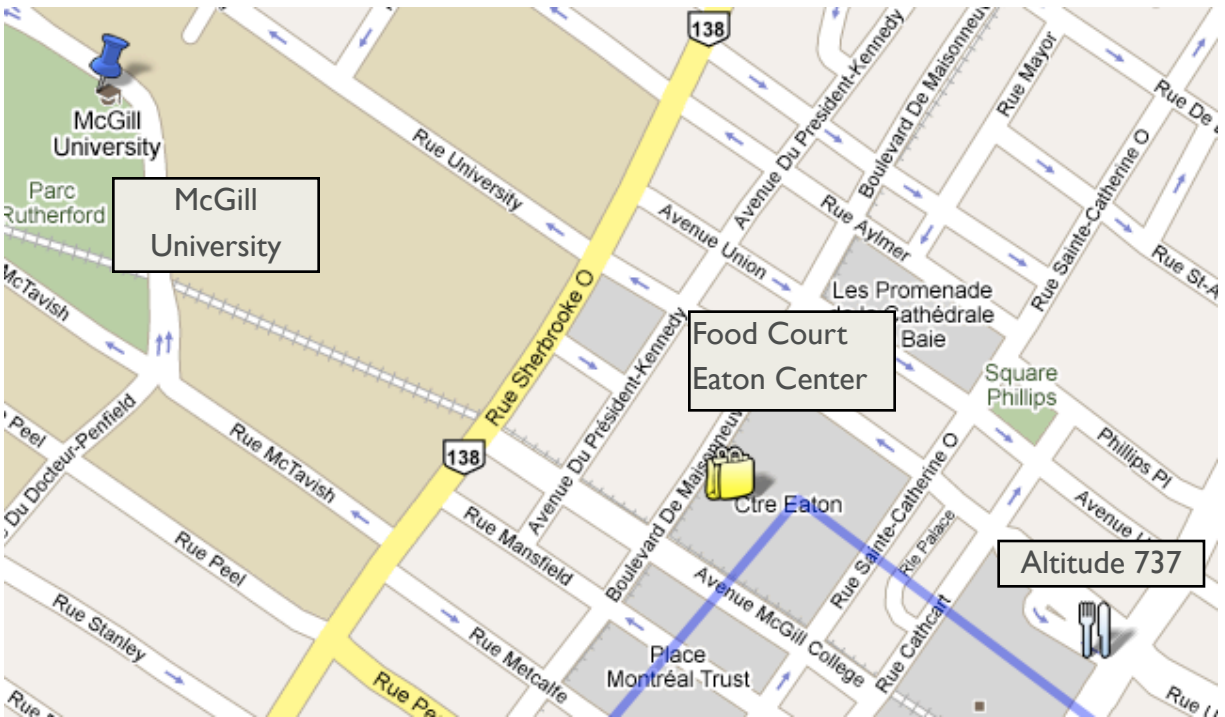 138
McGill
University
Parc
Rutherford
McGill
University
McTavish
Peel
Du Docteur-Penfield
Rue McTavish
Rue Peel
Rue Stanley
Rue University
Rue Sherbrooke O
138
Avenue Union
Avenue Du President-Kennedy
Boulevard De Maisonneuve
Rue Mayor
Rue De
Rue Aylmer
Rue Sainte-Catherine O
Rue St-A
Les Promenade
Cathédrale
Baie
Food Court
Eaton Center
Square
Phillips
Phillips Pl
Avenue Du Président-Kennedy
Boulevard De Maisonneuv
Ctre Eaton
Rue Sainte-Catherine O
Rle Palace
Avenue
Altitude 737
Rue Mansfield
Avenue McGill College
Rue Cathcart
Rue Metcalfe
Place
Montréal Trust
Rue Pe
Rue
Rue